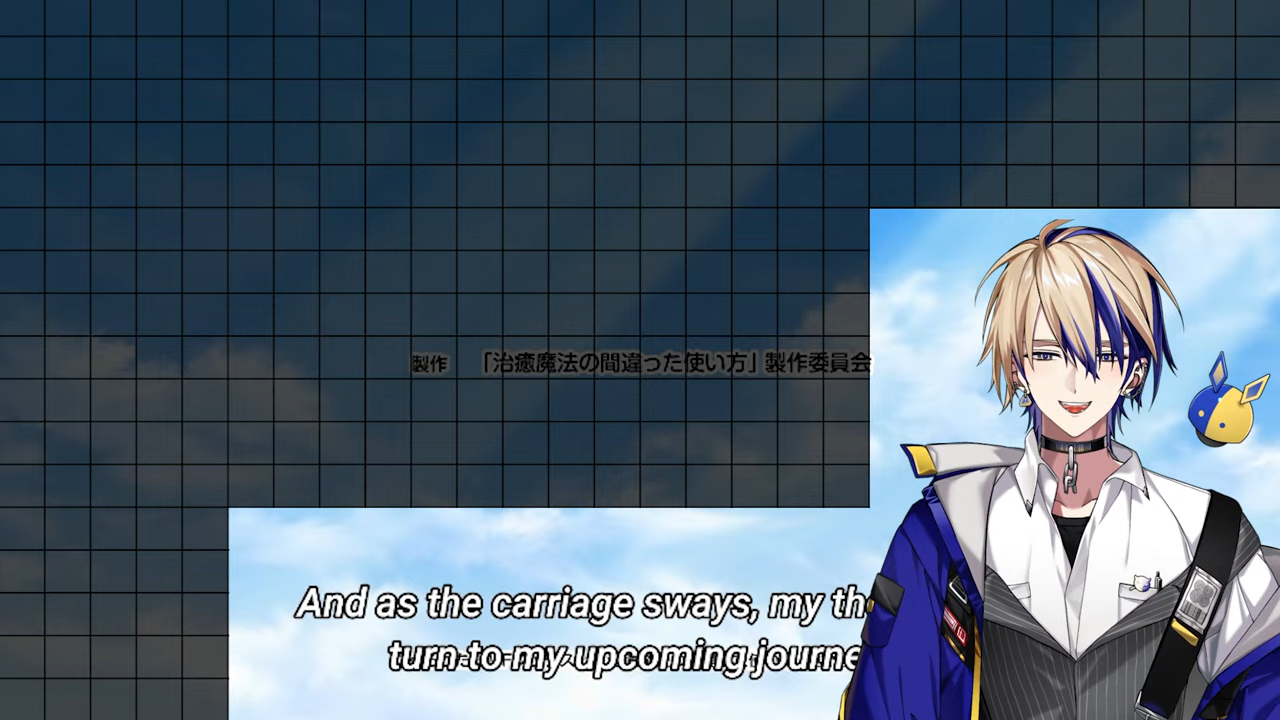 製作 「治癒魔法の間違った使い方」製作委員会
And as the carriage sways, my th
turn to my upcoming journe